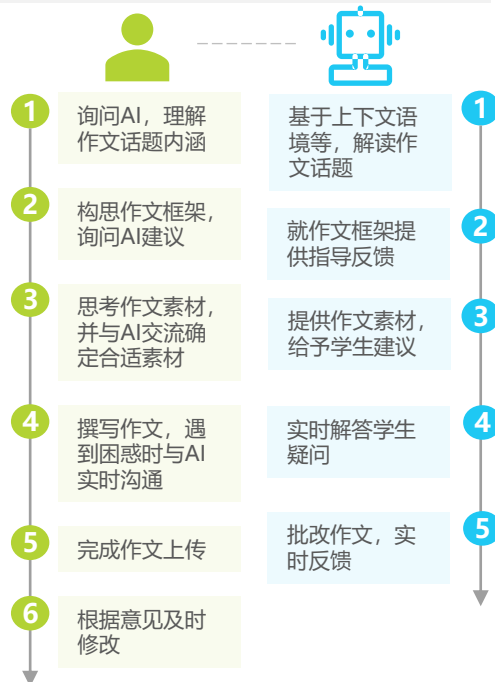 1
询问AI，理解
作文话题内涵
2
构思作文框架，
询问AI建议
3
思考作文素材，
并与AI交流确
定合适素材
4
撰写作文，遇
到困惑时与AI
实时沟通
5
完成作文上传
6
根据意见及时
修改
1
基于上下文语
境等，解读作
文话题
2
就作文框架提
供指导反馈
3
提供作文素材，
给予学生建议
4
实时解答学生
疑问
5
批改作文，实
时反馈